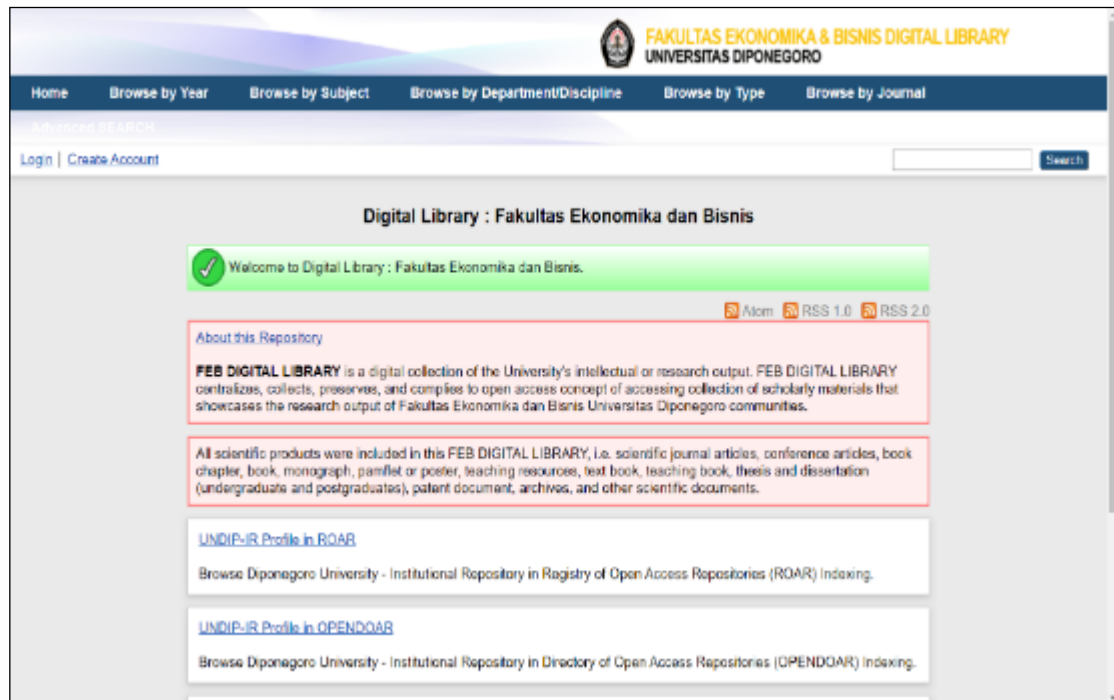 FAKULTAS EKONOMIKA & BISNIS DIGITAL LIBRARY
UNIVERSITAS DIPONEGORO
Home Browse by Year Browse by Subject Browse by Department/Discipline Browse by Type Browse by Journal
Advanced SEARCH
Login | Create Account Search
Digital Library : Fakultas Ekonomika dan Bisnis
Welcome to Digital Library : Fakultas Ekonomika dan Bisnis.
Atom RSS 1.0 RSS 2.0
About this Repository
FEB DIGITAL LIBRARY is a digital collection of the University's intellectual or research output. FEB DIGITAL LIBRARY
centralizes, collects, preserves, and complies to open access concept of accessing collection of scholarly materials that
showcases the research output of Fakultas Ekonomika dan Bisnis Universitas Diponegoro communities.
All scientific products were included in this FEB DIGITAL LIBRARY, i.e. scientific journal articles, conference articles, book
chapter, book, monograph, pamflet or poster, teaching resources, text book, teaching book, thesis and dissertation
(undergraduate and postgraduates), patent document, archives, and other scientific documents.
UNDIP-IR Profile in ROAR
Browse Diponegoro University - Institutional Repository in Registry of Open Access Repositories (ROAR) Indexing.
UNDIP-IR Profile in OPENDOAR
Browse Diponegoro University - Institutional Repository in Directory of Open Access Repositories (OPENDOAR) Indexing.